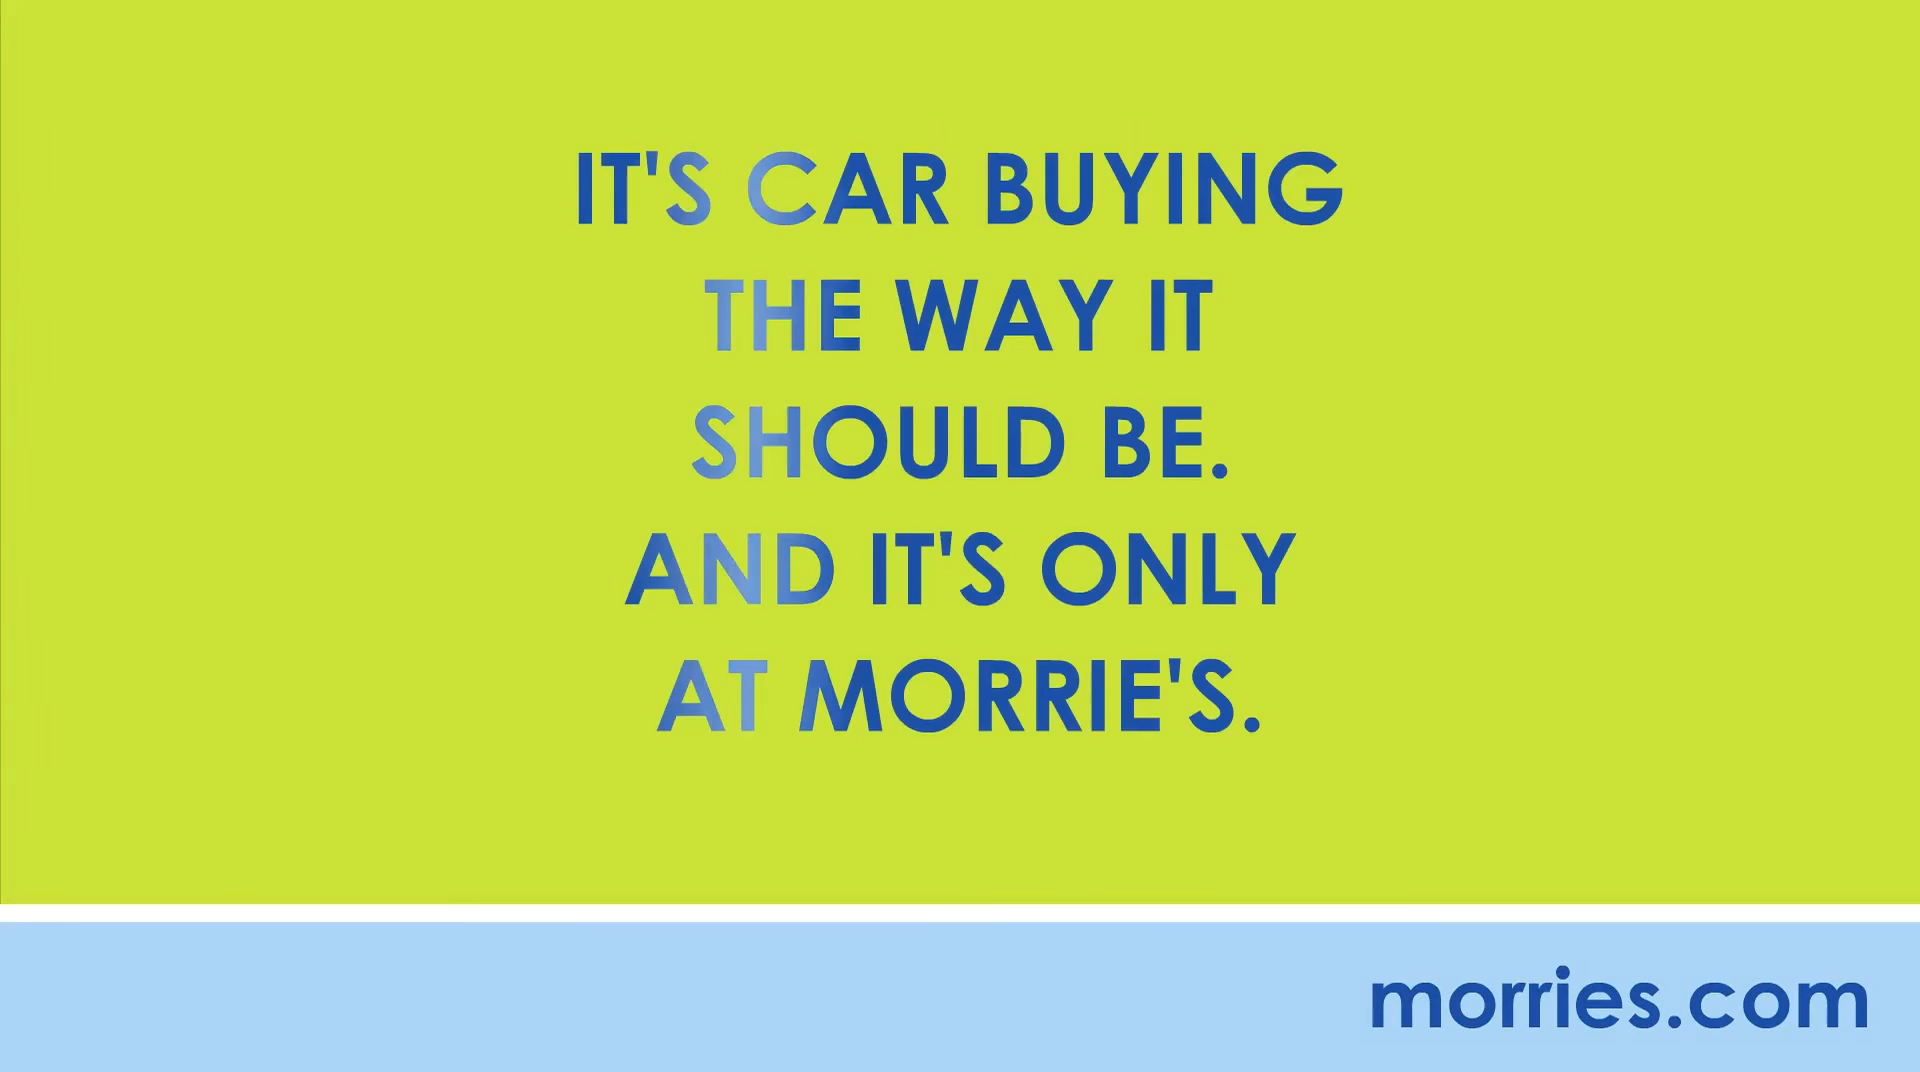 IT'S CAR BUYING
THE WAY IT
SHOULD BE.
AND IT'S ONLY
AT MORRIE'S.
morries.com